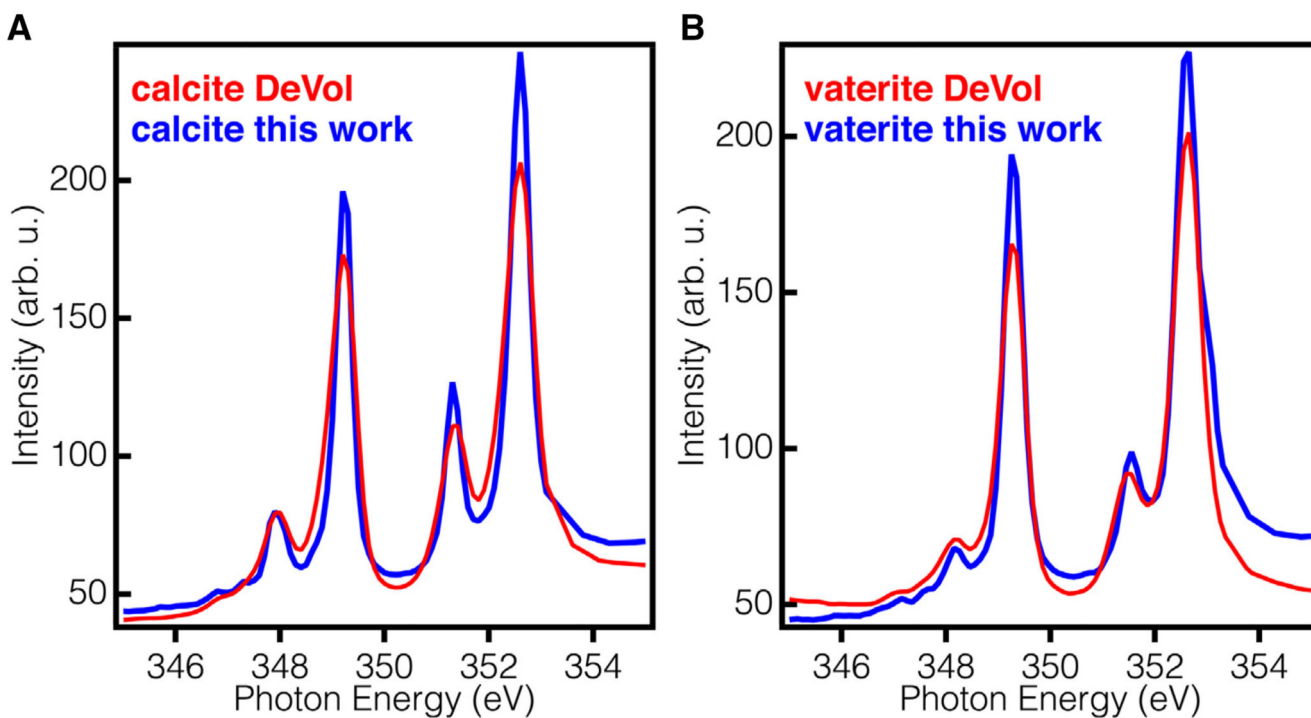 A
calcite DeVol
calcite this work
200
150
100
50
Intensity (arb. u.)
346 348 350 352 354
Photon Energy (eV)
B
vaterite DeVol
vaterite this work
200
150
100
50
Intensity (arb. u.)
346 348 350 352 354
Photon Energy (eV)